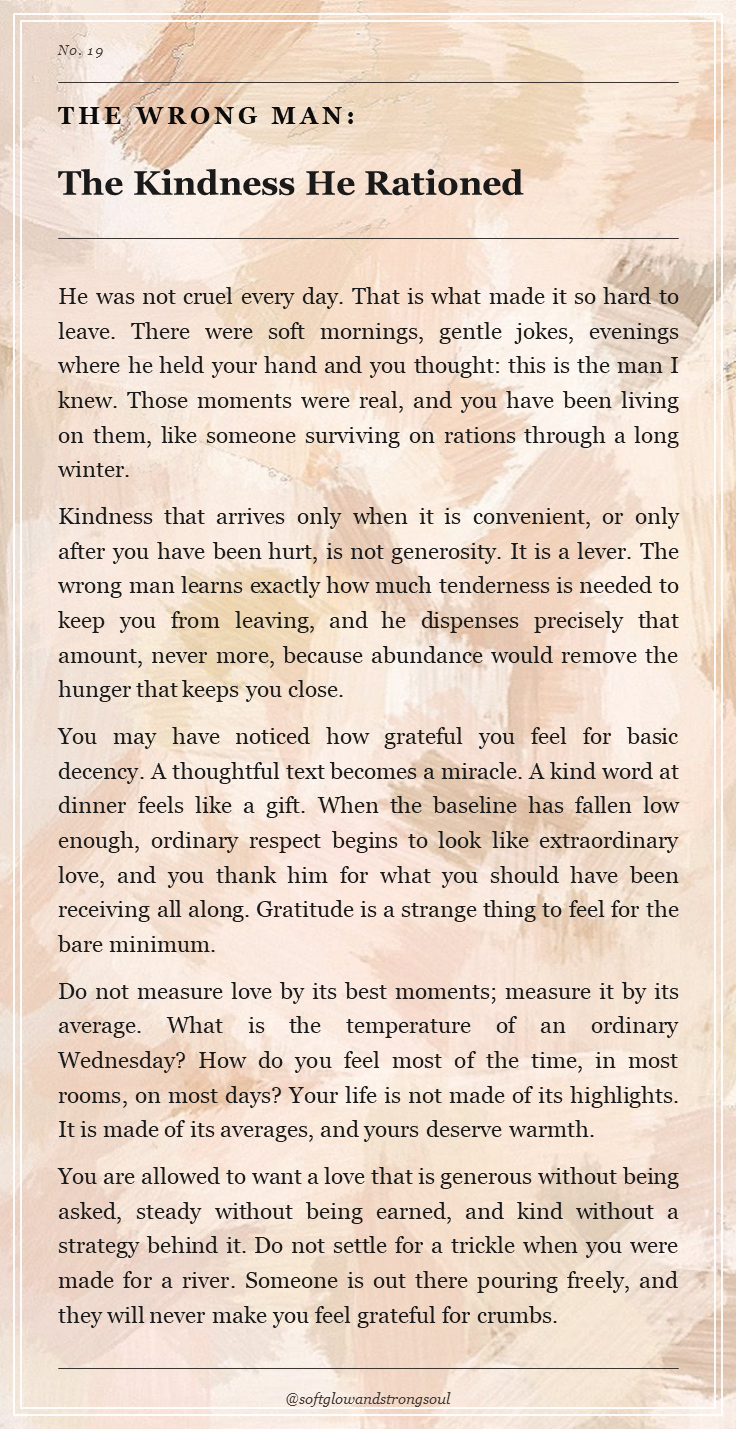 No. 19
THE WRONG MAN:
The Kindness He Rationed
He was not cruel every day. That is what made it so hard to
leave. There were soft mornings, gentle jokes, evenings
where he held your hand and you thought: this is the man I
knew. Those moments were real, and you have been living
on them, like someone surviving on rations through a long
winter.
Kindness that arrives only when it is convenient, or only
after you have been hurt, is not generosity. It is a lever. The
wrong man learns exactly how much tenderness is needed to
keep you from leaving, and he dispenses precisely that
amount, never more, because abundance would remove the
hunger that keeps you close.
You may have noticed how grateful you feel for basic
decency. A thoughtful text becomes a miracle. A kind word at
dinner feels like a gift. When the baseline has fallen low
enough, ordinary respect begins to look like extraordinary
love, and you thank him for what you should have been
receiving all along. Gratitude is a strange thing to feel for the
bare minimum.
Do not measure love by its best moments; measure it by its
average. What is the temperature of an ordinary
Wednesday? How do you feel most of the time, in most
rooms, on most days? Your life is not made of its highlights.
It is made of its averages, and yours deserve warmth.
You are allowed to want a love that is generous without being
asked, steady without being earned, and kind without a
strategy behind it. Do not settle for a trickle when you were
made for a river. Someone is out there pouring freely, and
they will never make you feel grateful for crumbs.
@softglowandstrongsoul